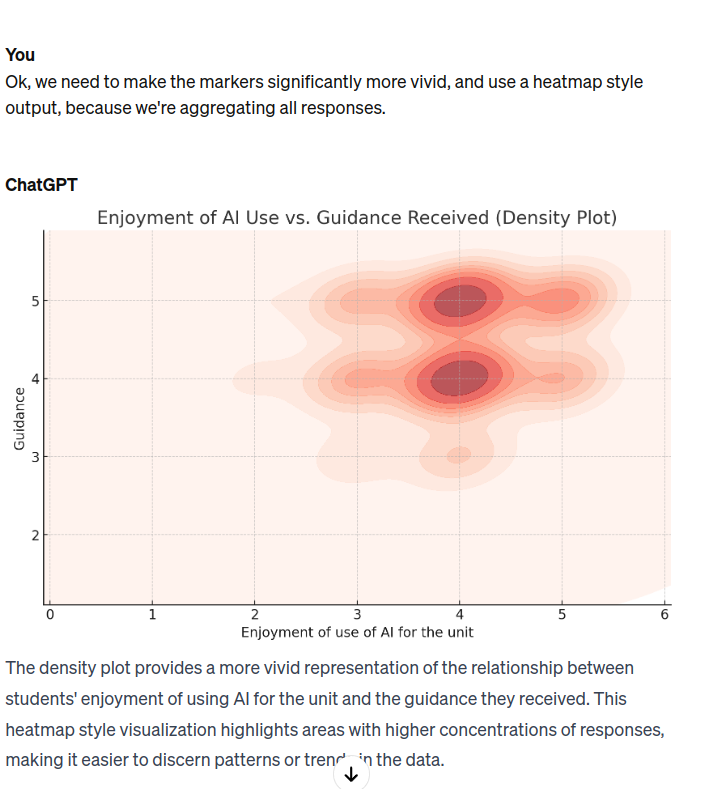 You
Ok, we need to make the markers significantly more vivid, and use a heatmap style
output, because we're aggregating all responses.
ChatGPT
Enjoyment of AI Use vs. Guidance Received (Density Plot)
Guidance
5
4
3
2
0 1 2 3 4 5 6
Enjoyment of use of AI for the unit
The density plot provides a more vivid representation of the relationship between
students' enjoyment of using AI for the unit and the guidance they received. This
heatmap style visualization highlights areas with higher concentrations of responses,
making it easier to discern patterns or trends in the data.